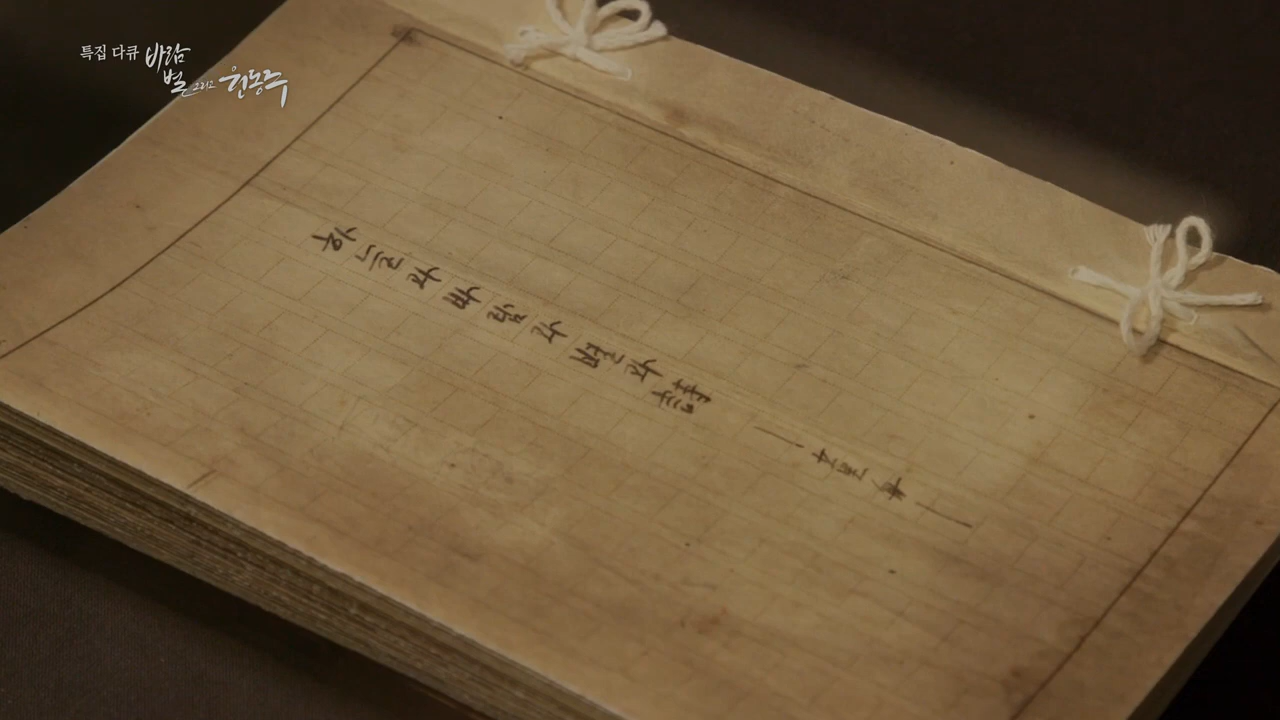 특집 다큐 바람
별 그리고 윤동주
하늘과 바람과 별과 詩